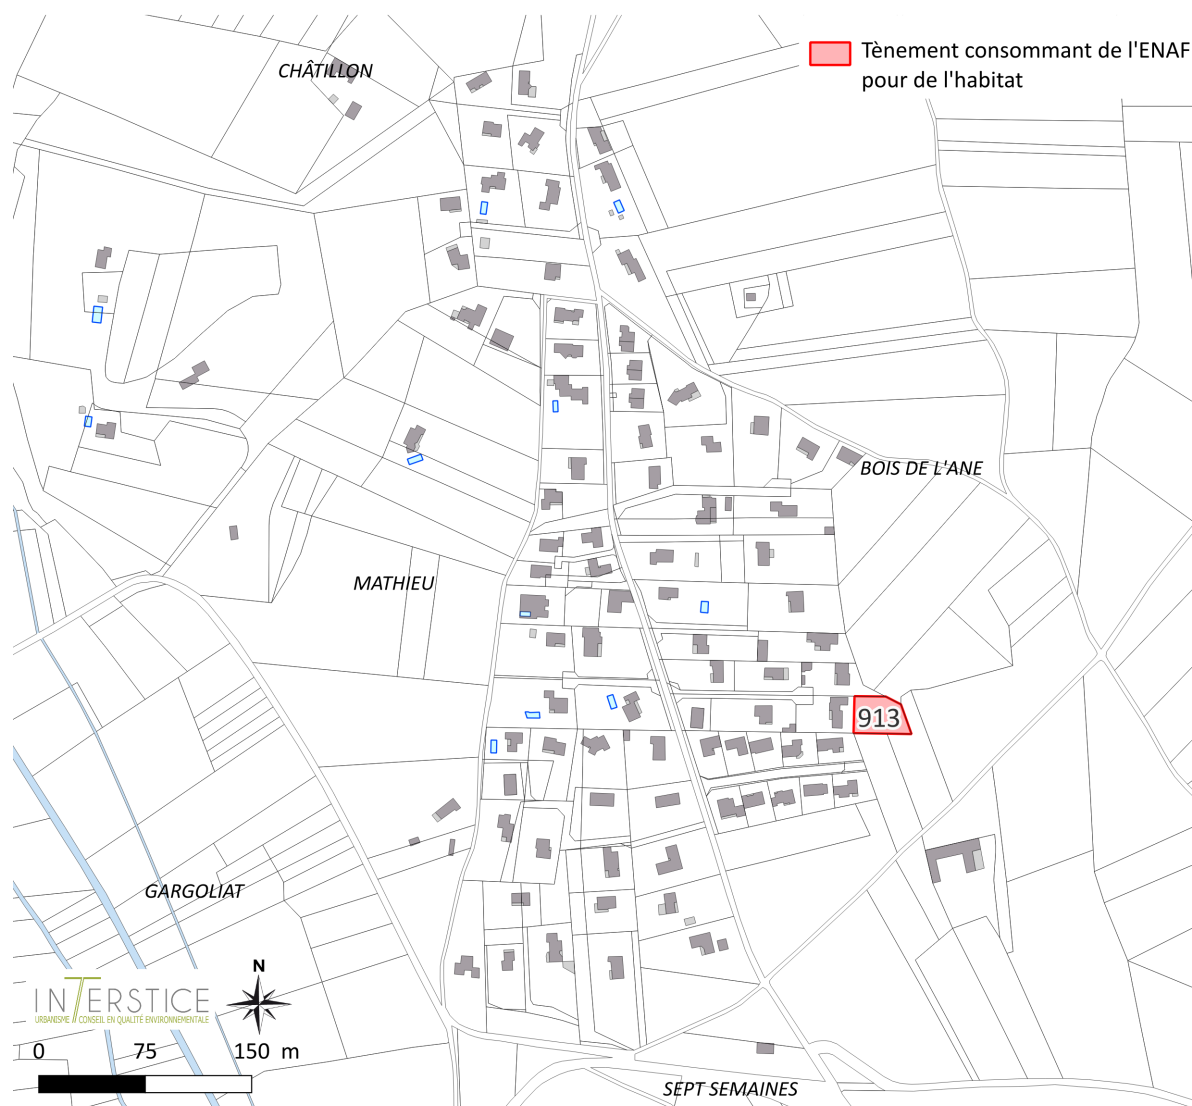 CHÂTILLON
Tènement consommant de l'ENAF
pour de l'habitat
BOIS DE L'ANE
MATHIEU
913
GARGOLIAT
N
INTERSTICE
URBANISME CONSEIL EN QUALITÉ ENVIRONNEMENTALE
0 75 150 m
SEPT SEMAINES